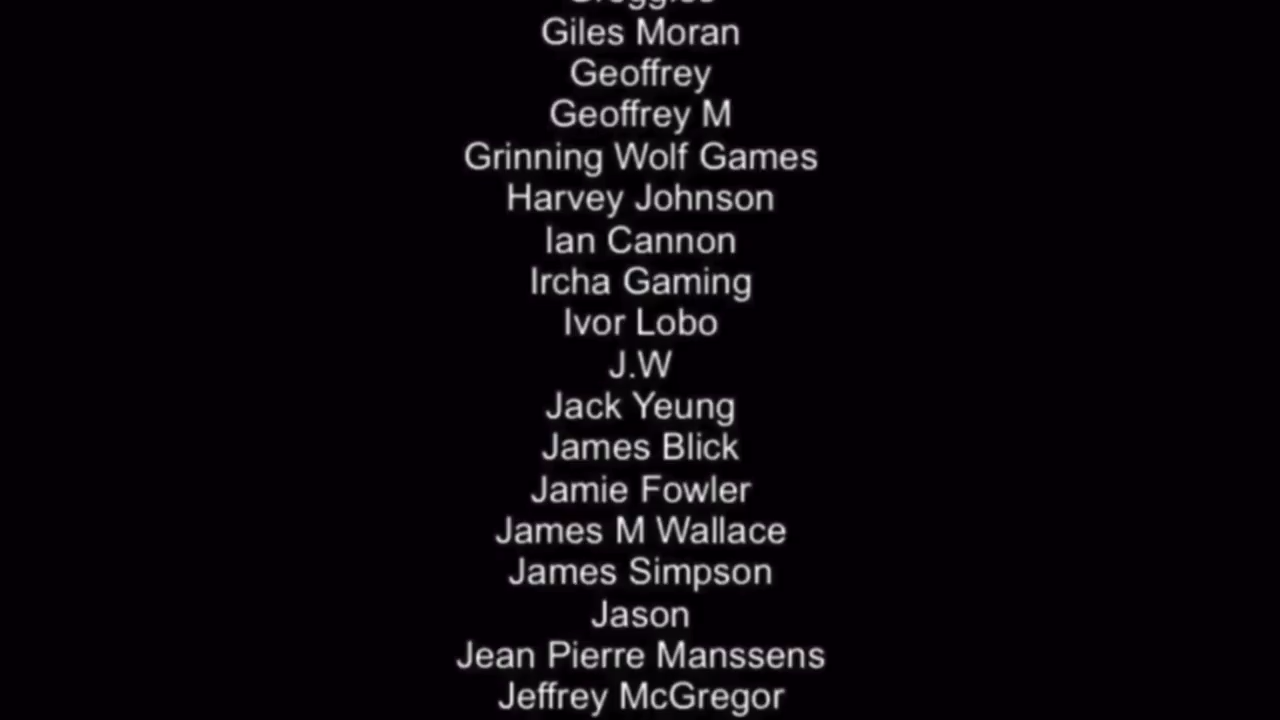 Giles Moran
Geoffrey
Geoffrey M
Grinning Wolf Games
Harvey Johnson
Ian Cannon
Ircha Gaming
Ivor Lobo
J.W
Jack Yeung
James Blick
Jamie Fowler
James M Wallace
James Simpson
Jason
Jean Pierre Manssens
Jeffrey McGregor